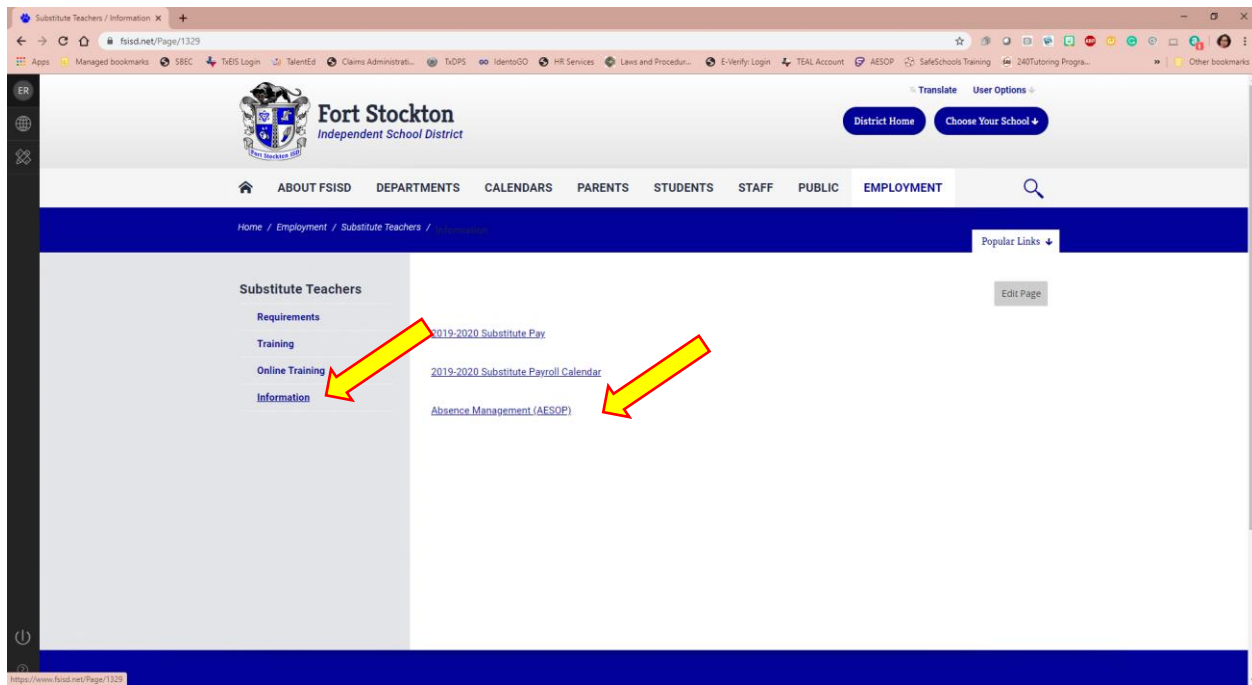 Substitute Teachers / Information
fsisd.net/Page/1329
Apps Managed bookmarks SBEC TxEIS Login TalentEd Claims Administrati... TxDPS IdentoGO HR Services Laws and Procedur... E-Verify: Login TEAL Account AESOP SafeSchools Training 240Tutoring Progra... » Other bookmarks
ER
Translate User Options
Fort Stockton
Independent School District
Fort Stockton ISD
District Home Choose Your School
ABOUT FSISD DEPARTMENTS CALENDARS PARENTS STUDENTS STAFF PUBLIC EMPLOYMENT
Home / Employment / Substitute Teachers / Information
Popular Links
Substitute Teachers
Edit Page
Requirements
2019-2020 Substitute Pay
Training
Online Training
2019-2020 Substitute Payroll Calendar
Information
Absence Management (AESOP)
https://www.fsisd.net/Page/1329